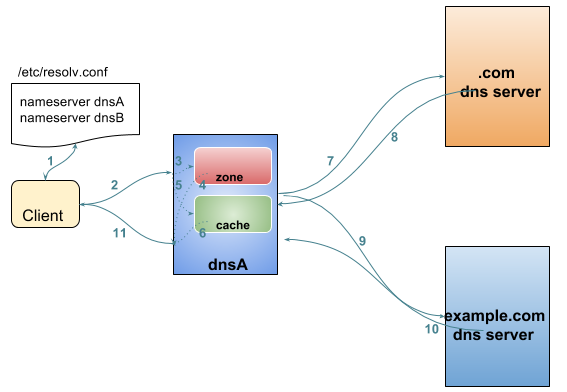 /etc/resolv.conf
nameserver dnsA
nameserver dnsB
1
Client
2
11
3
zone
5
4
cache
6
dnsA
7
8
.com
dns server
9
10
example.com
dns server